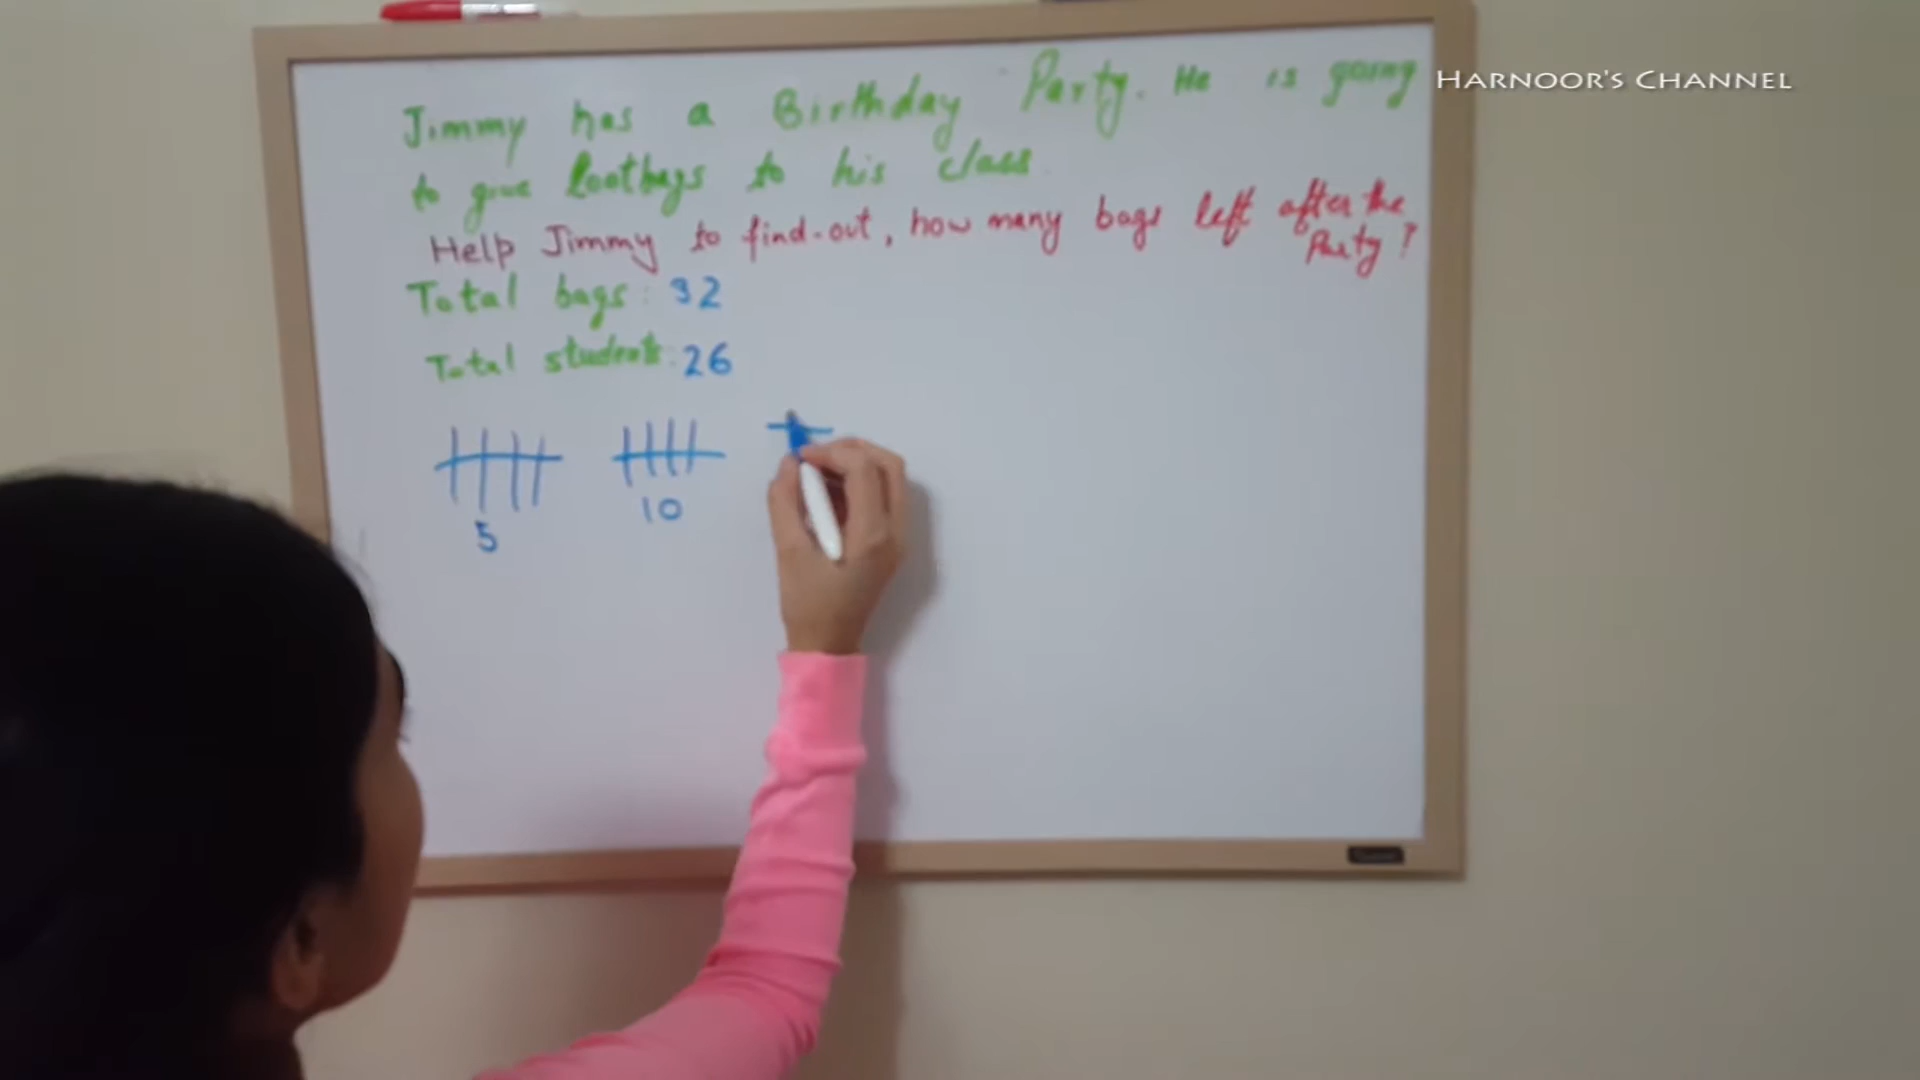 HARNOOR'S CHANNEL
Jimmy has a Birthday Party. He is going
to give Lootbags to his class
Help Jimmy to find-out, how many bags left after the
Party?
Total bags: 32
Total students: 26
5
10